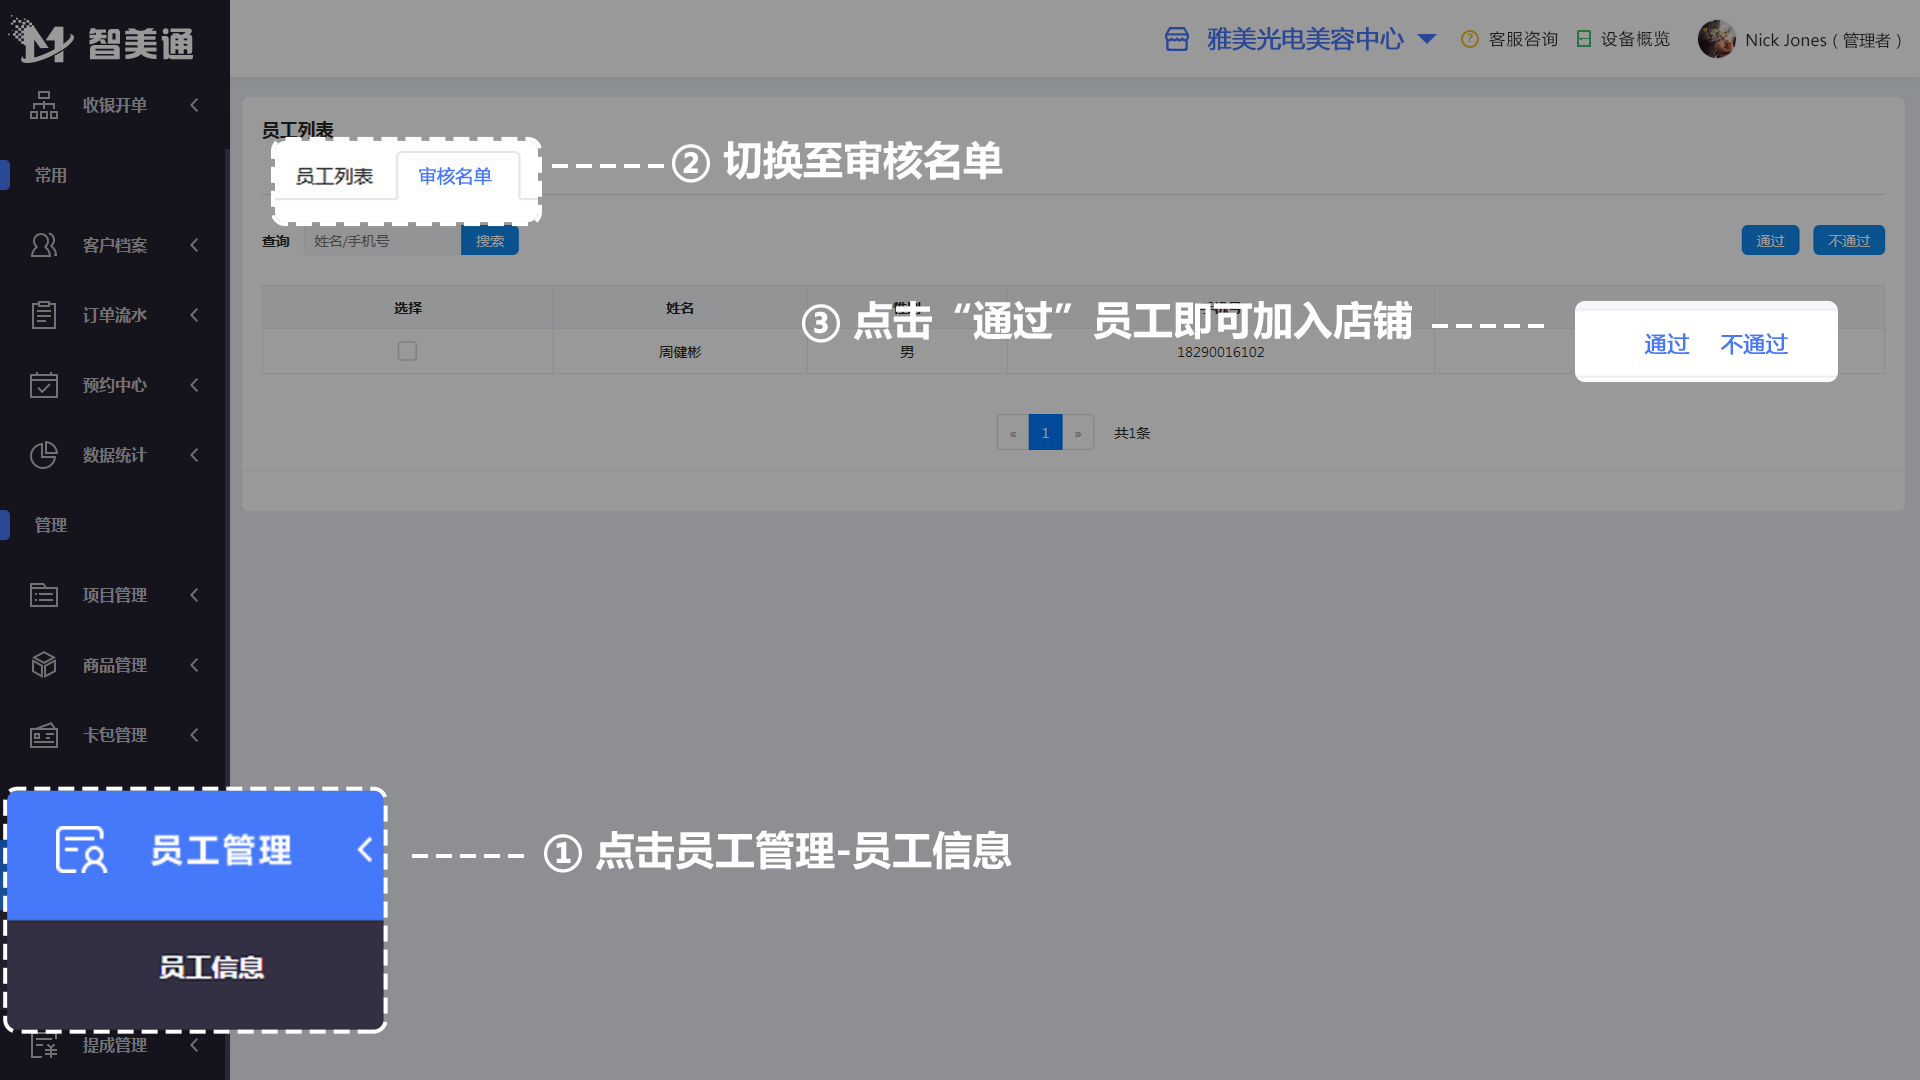 智美通
雅美光电美容中心
客服咨询
设备概览
Nick Jones ( 管理者 )
收银开单
常用
客户档案
订单流水
预约中心
数据统计
管理
项目管理
商品管理
卡包管理
员工管理
员工信息
提成管理
员工列表
员工列表 审核名单
② 切换至审核名单
查询 姓名/手机号 搜索
通过 不通过
选择 姓名
③ 点击“通过”员工即可加入店铺
通过 不通过
周健彬 男 18290016102
« 1 » 共1条
① 点击员工管理-员工信息